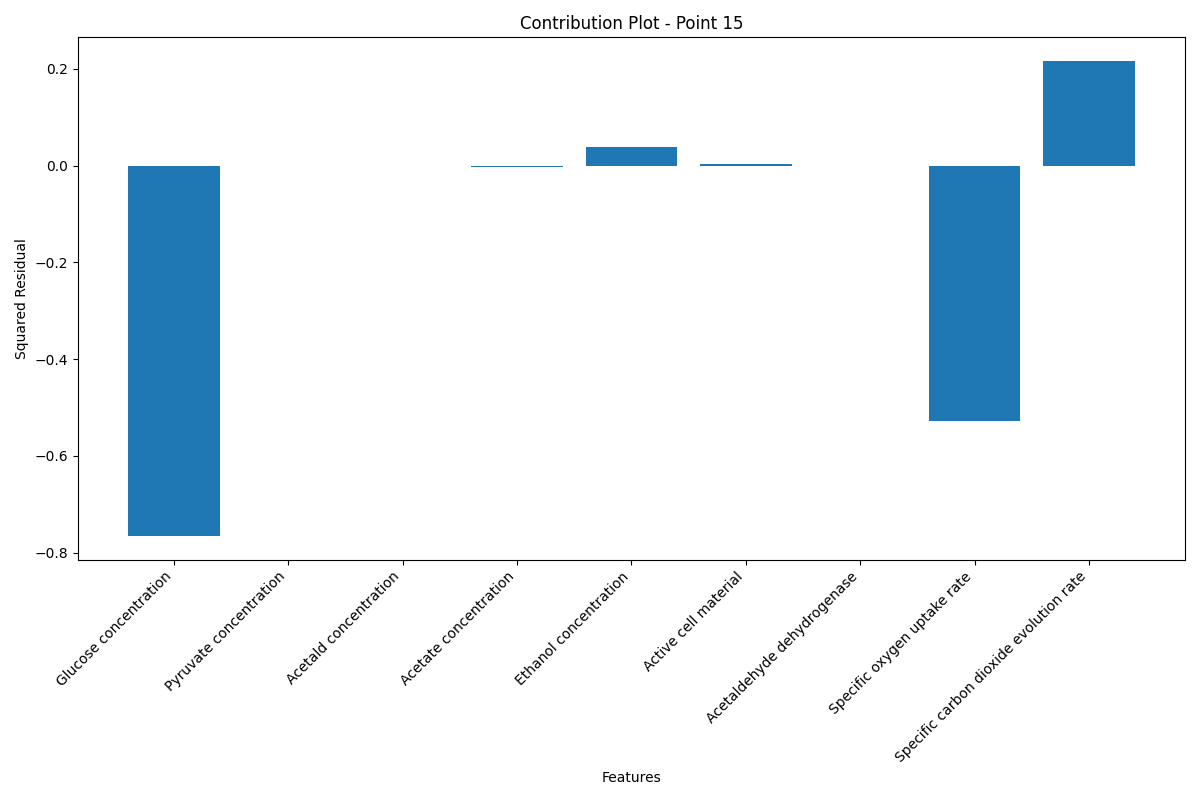 Contribution Plot - Point 15
Squared Residual
0.2
0.0
−0.2
−0.4
−0.6
−0.8
Glucose concentration
Pyruvate concentration
Acetald concentration
Acetate concentration
Ethanol concentration
Active cell material
Acetaldehyde dehydrogenase
Specific oxygen uptake rate
Specific carbon dioxide evolution rate
Features